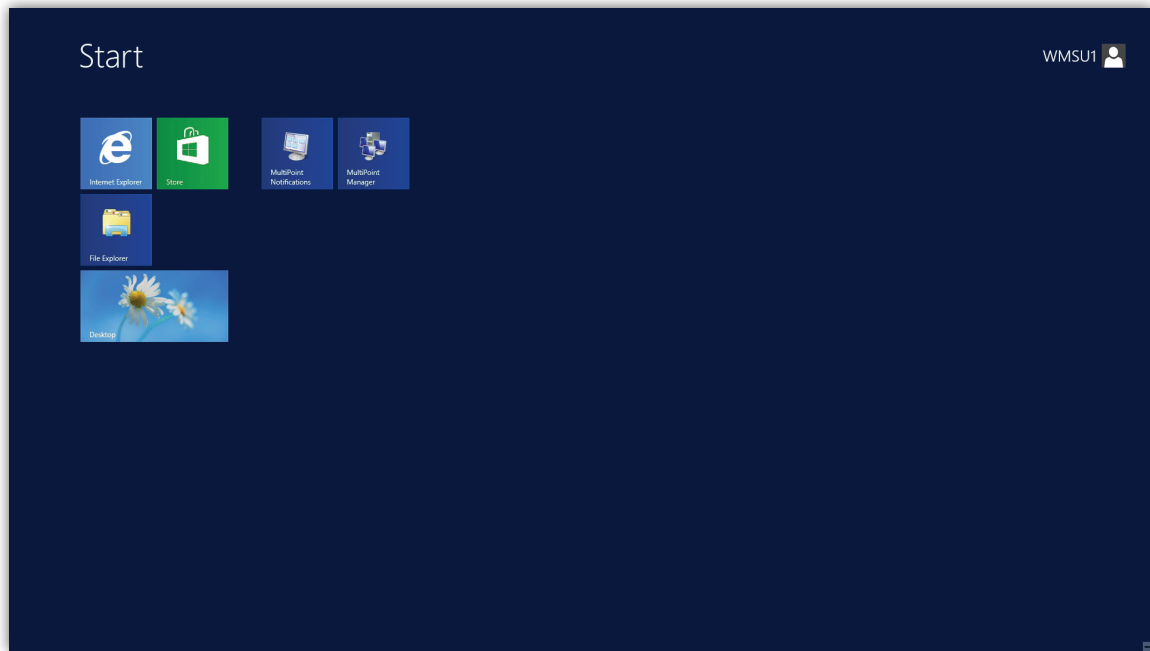 Start
WMSU1
Internet Explorer
Store
MultiPoint
Notifications
MultiPoint
Manager
File Explorer
Desktop